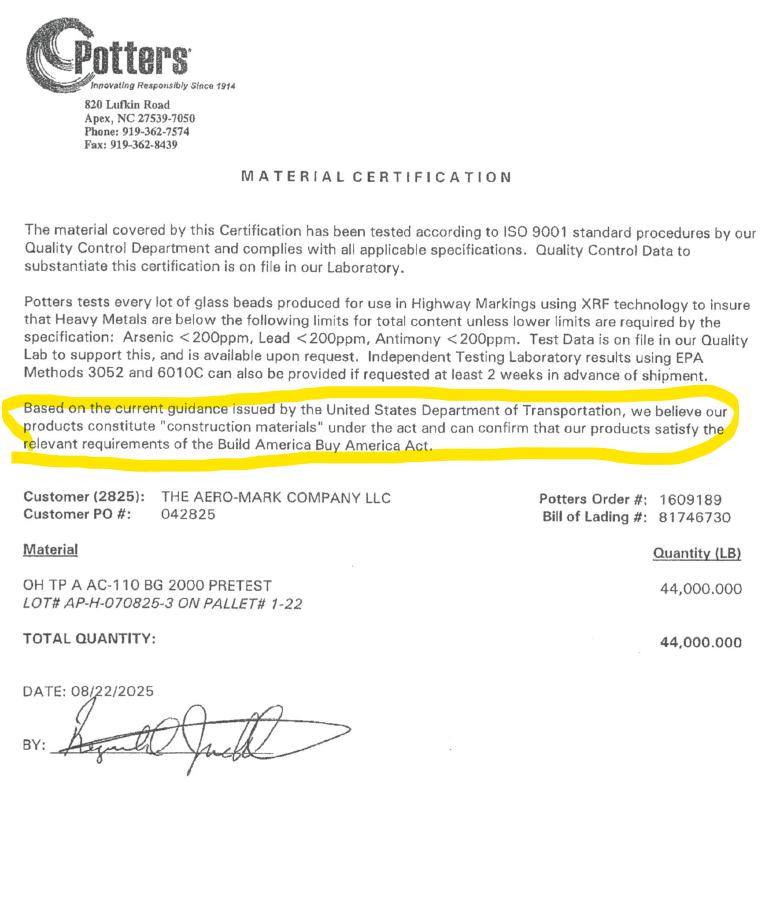 Potters
Innovating Responsibly Since 1914
820 Lufkin Road
Apex, NC 27539-7050
Phone: 919-362-7574
Fax: 919-362-8439
MATERIAL CERTIFICATION
The material covered by this Certification has been tested according to ISO 9001 standard procedures by our
Quality Control Department and complies with all applicable specifications. Quality Control Data to
substantiate this certification is on file in our Laboratory.
Potters tests every lot of glass beads produced for use in Highway Markings using XRF technology to insure
that Heavy Metals are below the following limits for total content unless lower limits are required by the
specification: Arsenic <200ppm, Lead <200ppm, Antimony <200ppm. Test Data is on file in our Quality
Lab to support this, and is available upon request. Independent Testing Laboratory results using EPA
Methods 3052 and 6010C can also be provided if requested at least 2 weeks in advance of shipment.
Based on the current guidance issued by the United States Department of Transportation, we believe our
products constitute "construction materials" under the act and can confirm that our products satisfy the
relevant requirements of the Build America Buy America Act.
Customer (2825): THE AERO-MARK COMPANY LLC Potters Order #: 1609189
Customer PO #: 042825 Bill of Lading #: 81746730
Material Quantity (LB)
OH TP A AC-110 BG 2000 PRETEST 44,000.000
LOT# AP-H-070825-3 ON PALLET# 1-22
TOTAL QUANTITY: 44,000.000
DATE: 08/22/2025
BY: